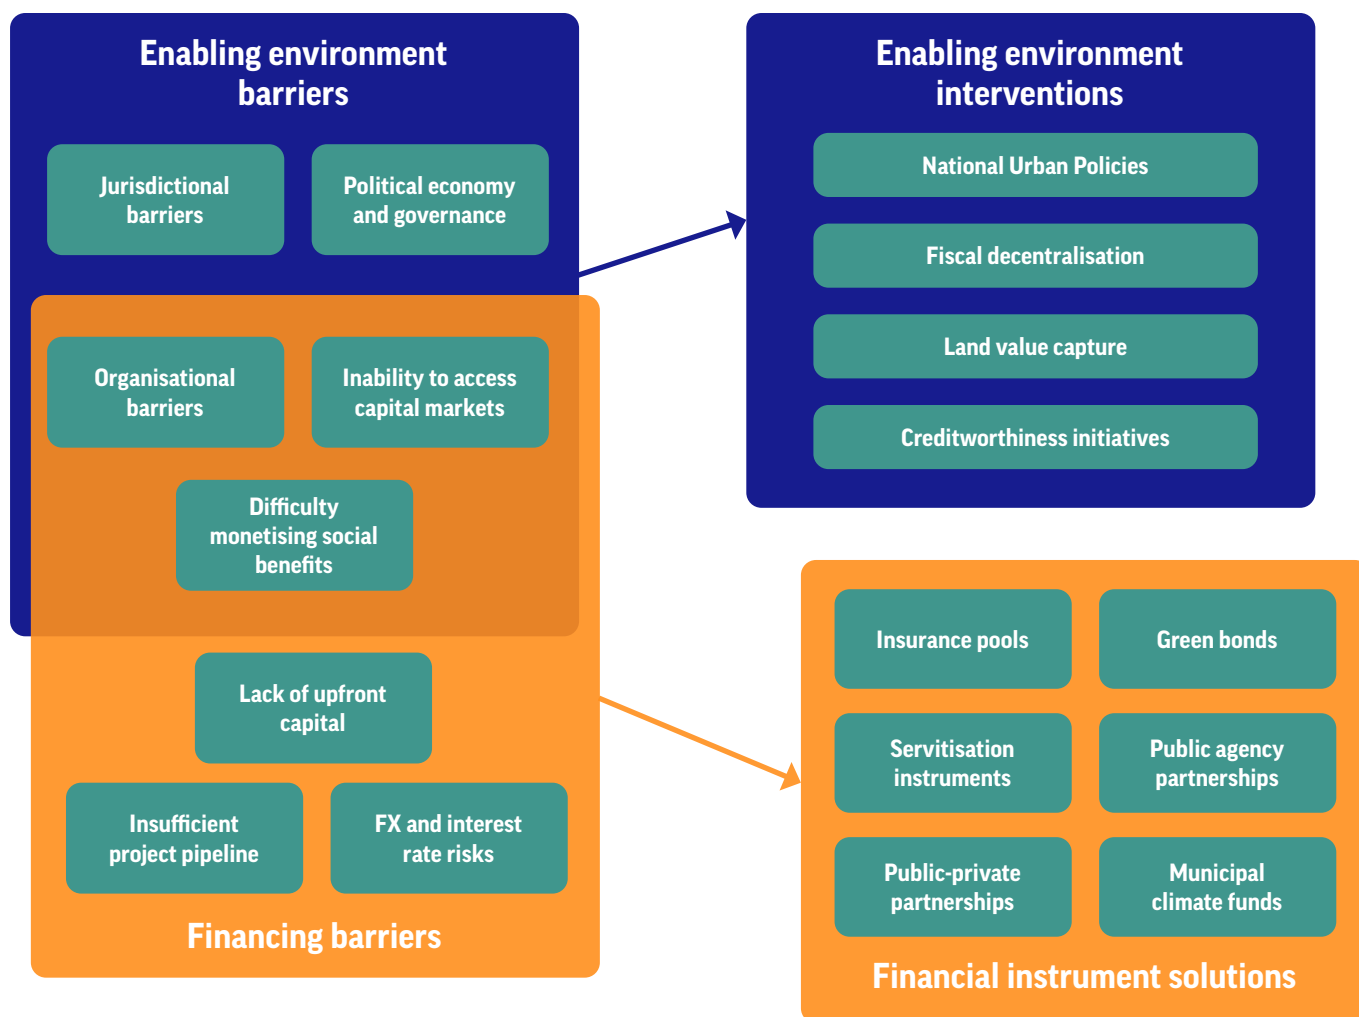 Enabling environment
barriers
Jurisdictional
barriers
Political economy
and governance
Organisational
barriers
Inability to access
capital markets
Difficulty
monetising social
benefits
Lack of upfront
capital
Insufficient
project pipeline
FX and interest
rate risks
Financing barriers
Enabling environment
interventions
National Urban Policies
Fiscal decentralisation
Land value capture
Creditworthiness initiatives
Insurance pools
Green bonds
Servitisation
instruments
Public agency
partnerships
Public-private
partnerships
Municipal
climate funds
Financial instrument solutions